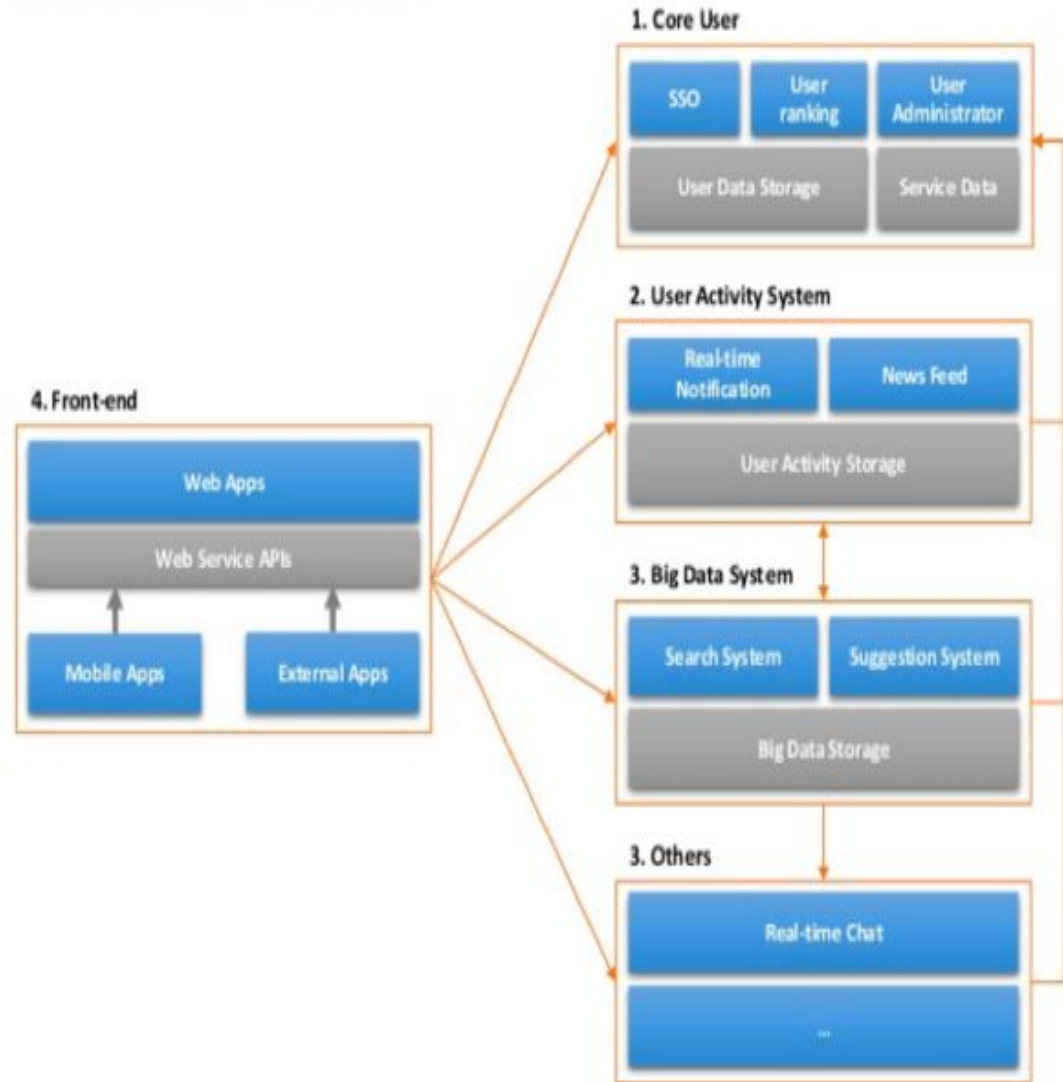 1. Core User
SSO
User
ranking
User
Administrator
User Data Storage
Service Data
2. User Activity System
Real-time
Notification
News Feed
User Activity Storage
4. Front-end
Web Apps
Web Service APIs
Mobile Apps
External Apps
3. Big Data System
Search System
Suggestion System
Big Data Storage
3. Others
Real-time Chat
...